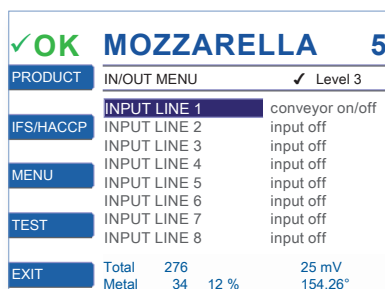 ✓OK MOZZARELLA 5
PRODUCT IN/OUT MENU ✓ Level 3
INPUT LINE 1 conveyor on/off
IFS/HACCP INPUT LINE 2 input off
INPUT LINE 3 input off
MENU INPUT LINE 4 input off
INPUT LINE 5 input off
INPUT LINE 6 input off
TEST INPUT LINE 7 input off
INPUT LINE 8 input off
EXIT Total 276 25 mV
Metal 34 12 % 154.26°